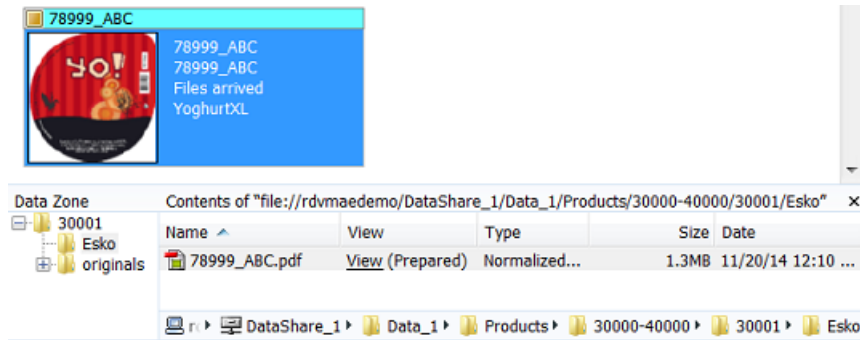 78999_ABC
YO!
78999_ABC
78999_ABC
Files arrived
YoghurtXL
Data Zone
Contents of "file://rdvmaedemo/DataShare_1/Data_1/Products/30000-40000/30001/Esko"
30001
Esko
originals
Name View Type Size Date
78999_ABC.pdf View (Prepared) Normalized... 1.3MB 11/20/14 12:10 ...
DataShare_1 Data_1 Products 30000-40000 30001 Esko